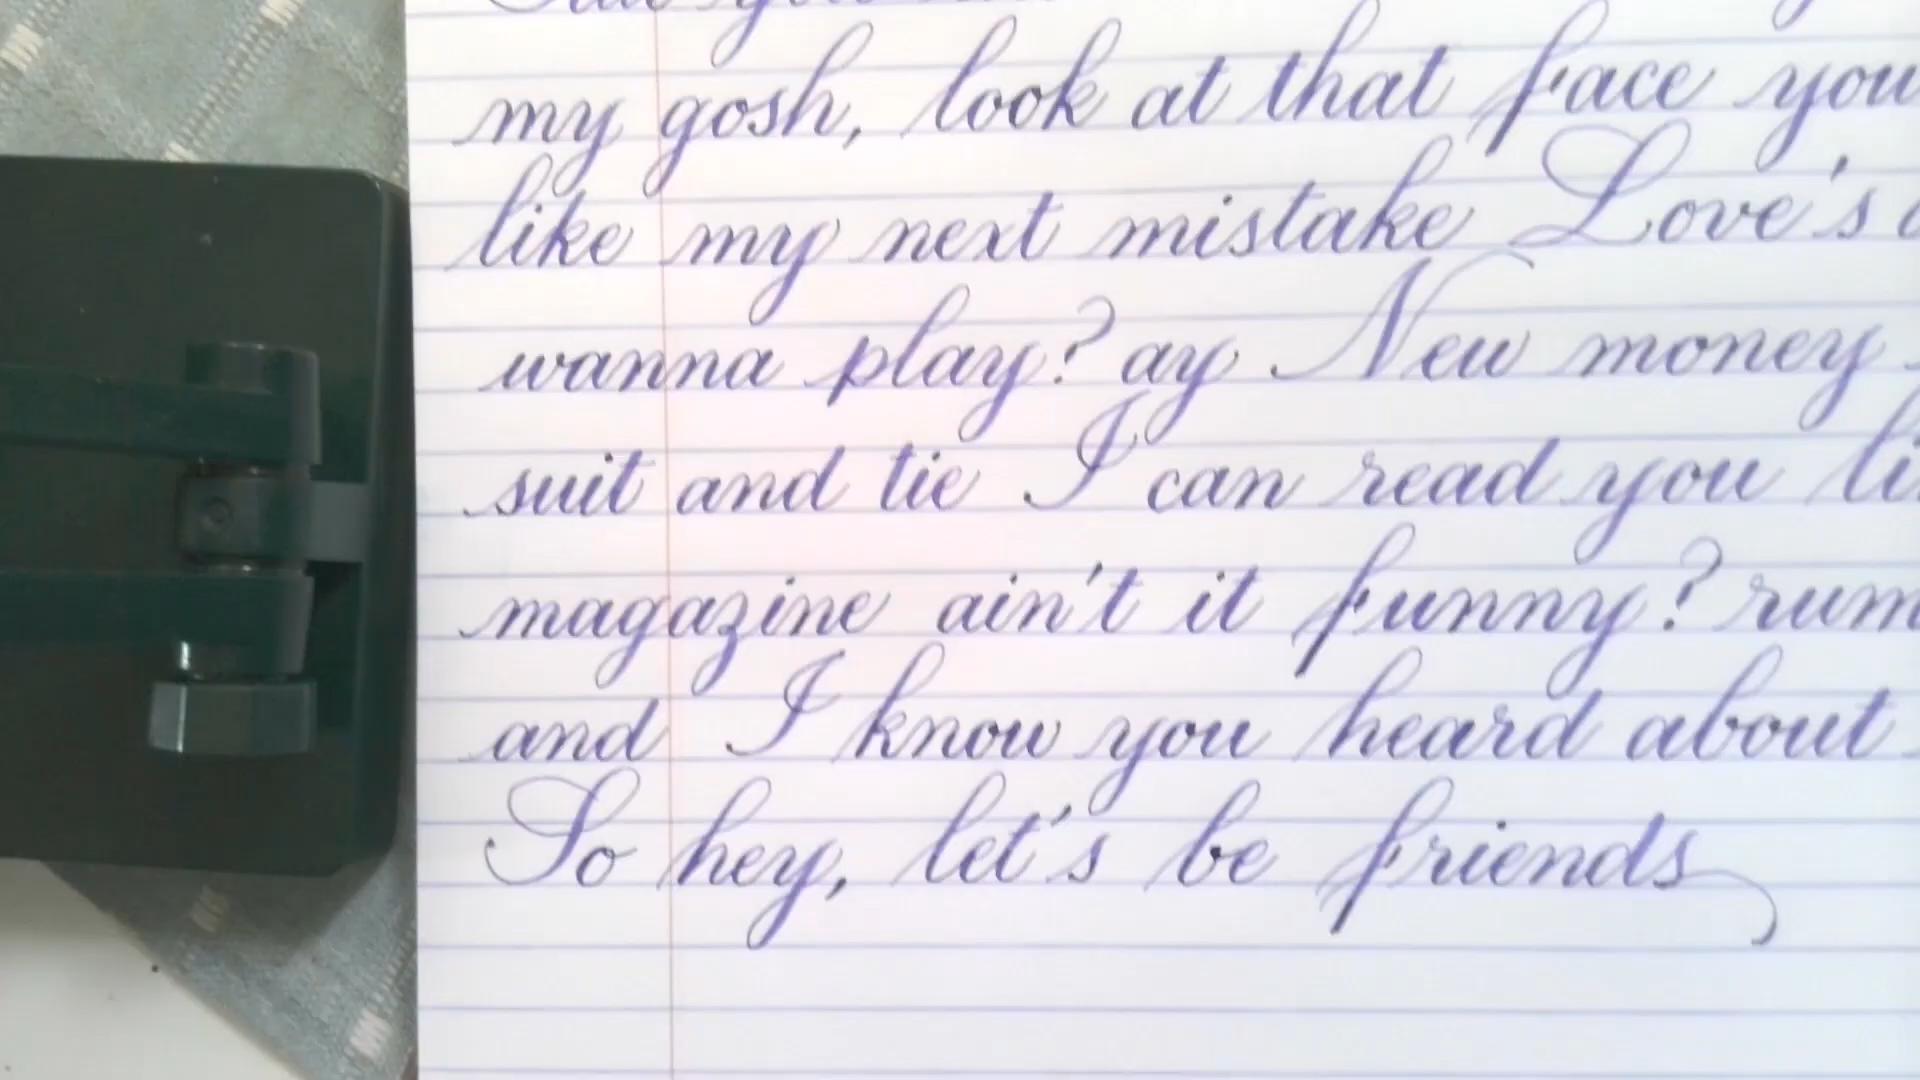 my gosh, look at that face you
like my next mistake Love's a
wanna play? ay New money
suit and tie I can read you
magazine ain't it funny?
and I know you heard about
So hey, let's be friends